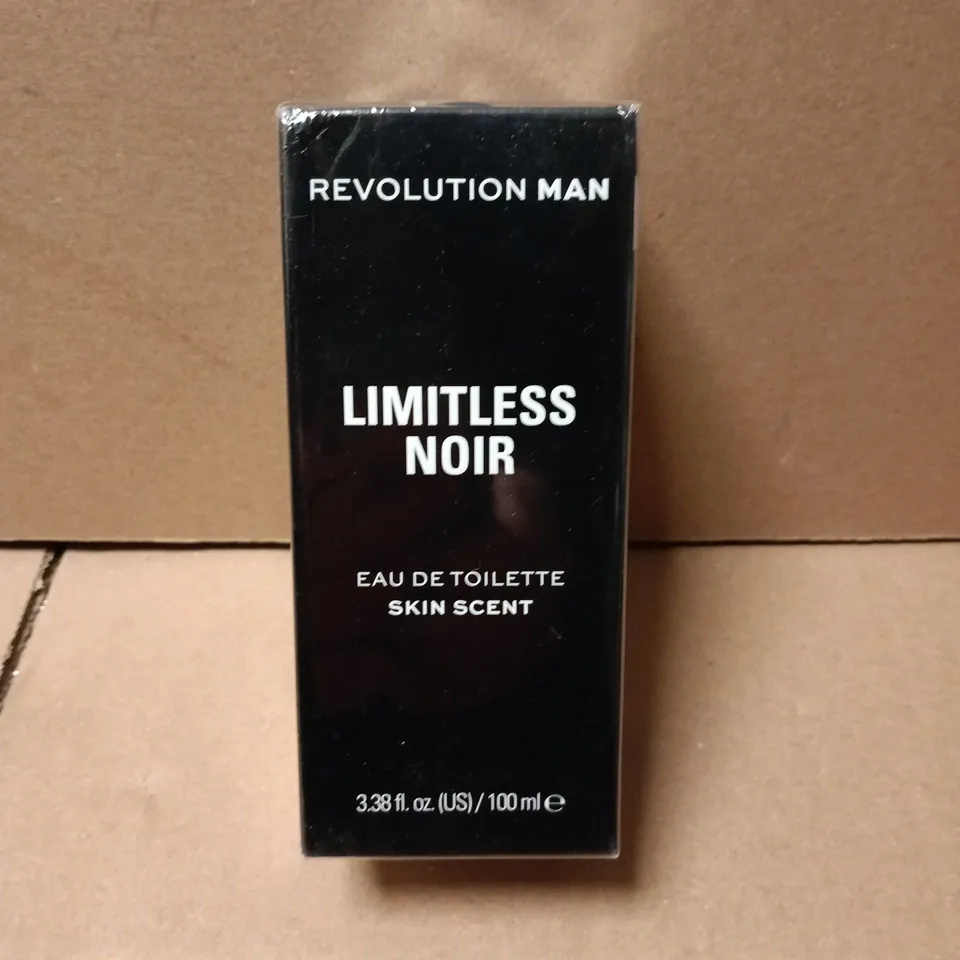 REVOLUTION MAN
LIMITLESS
NOIR
EAU DE TOILETTE
SKIN SCENT
3.38 fl. oz. (US) / 100 ml ℮